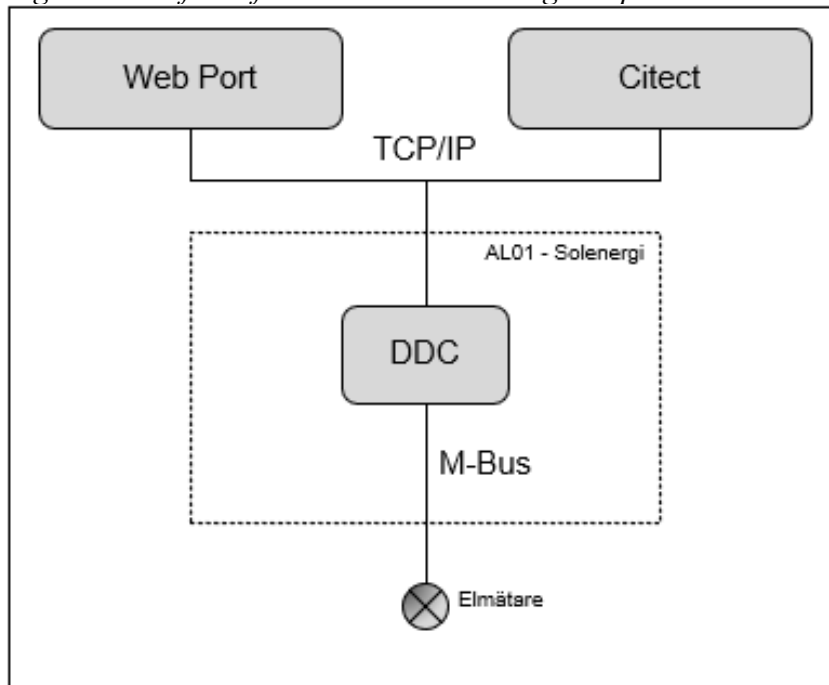 Web Port
Citect
TCP/IP
AL01 - Solenergi
DDC
M-Bus
Elmätare